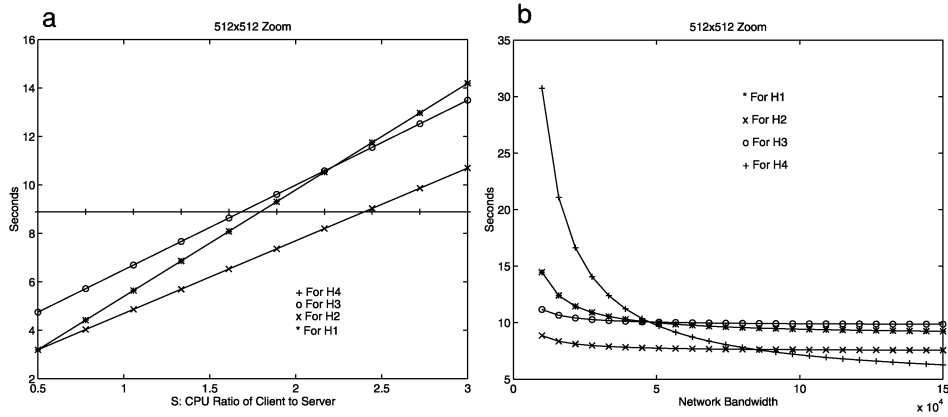 a
512x512 Zoom
16
14
12
10
8
6
4
2
Seconds
+ For H4
o For H3
x For H2
* For H1
0.5
1
1.5
2
2.5
3
S: CPU Ratio of Client to Server
b
512x512 Zoom
35
30
25
20
15
10
5
Seconds
* For H1
x For H2
o For H3
+ For H4
0
5
10
15
x 10⁴
Network Bandwidth